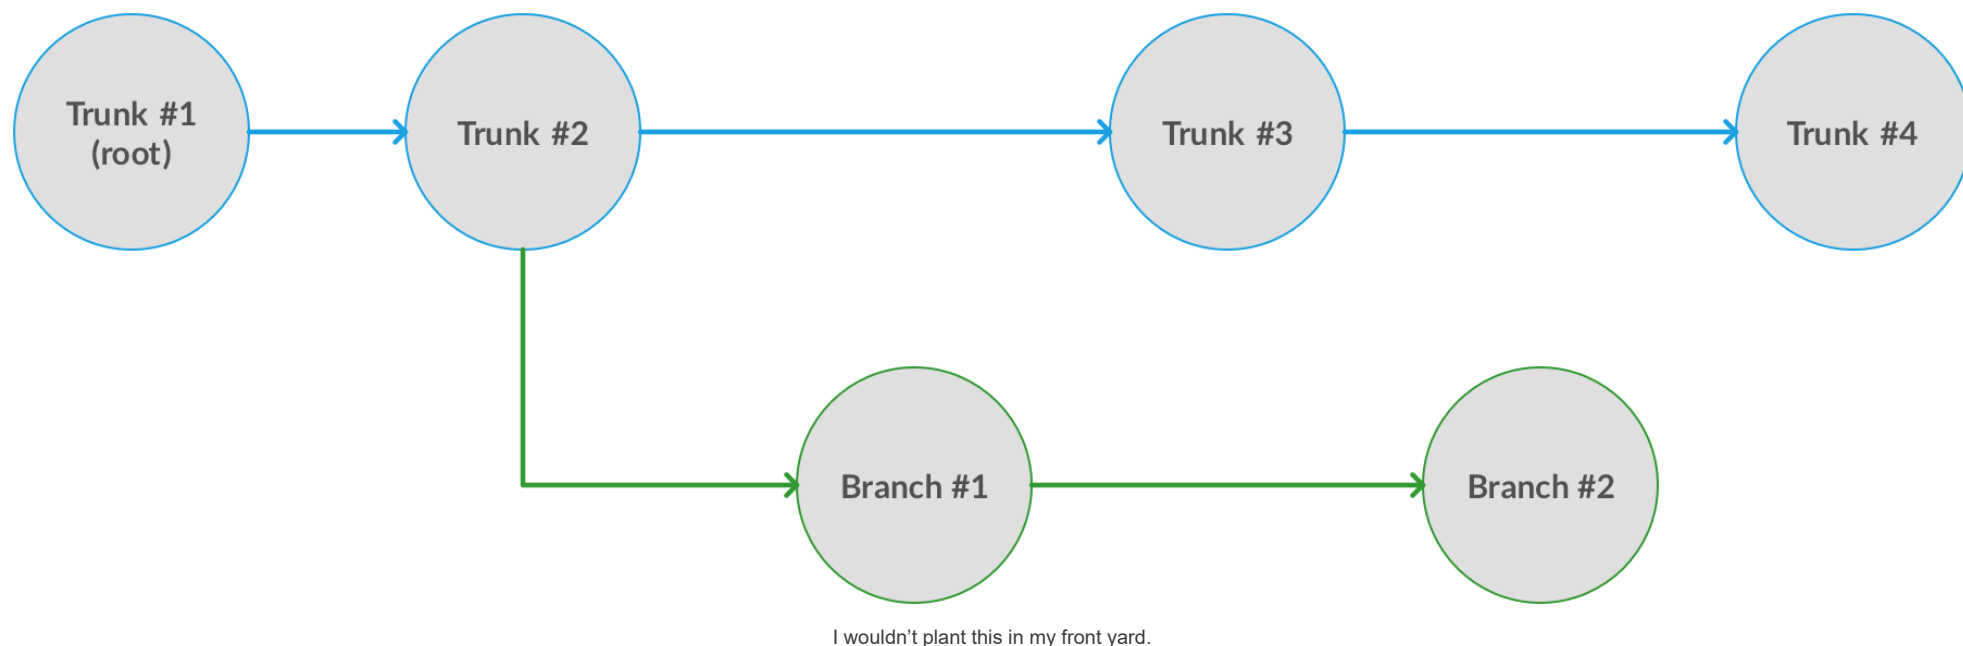 Trunk #1
(root)
Trunk #2
Trunk #3
Trunk #4
Branch #1
Branch #2
I wouldn’t plant this in my front yard.